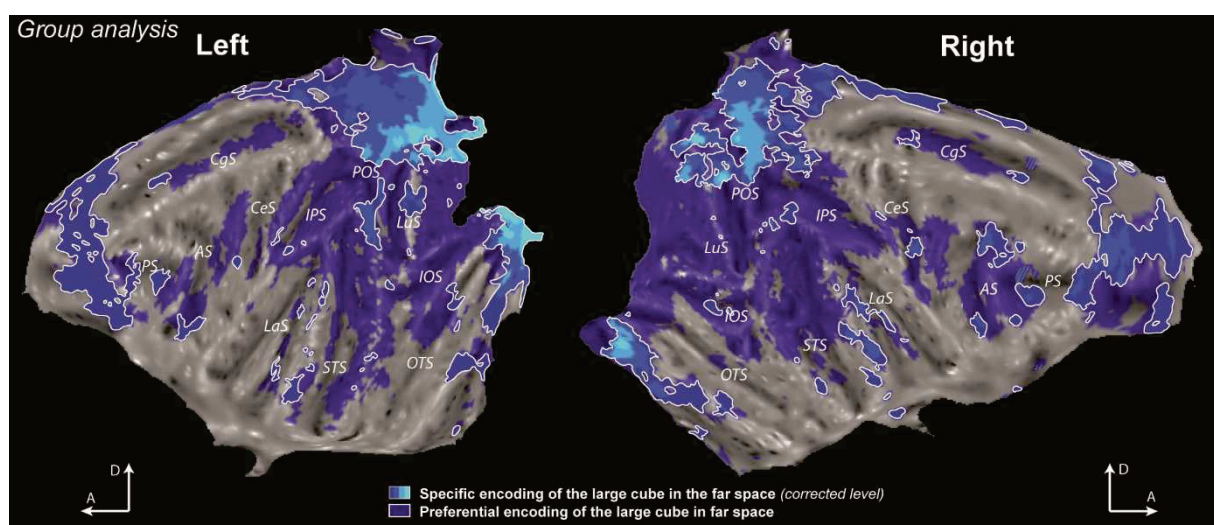 Group analysis
Left
Right
CgS
CeS
POS
IPS
LuS
AS
PS
IOS
LaS
STS
OTS
CgS
POS
IPS
CeS
LuS
AS
PS
IOS
LaS
STS
OTS
D
A
D
A
Specific encoding of the large cube in the far space (corrected level)
Preferential encoding of the large cube in far space